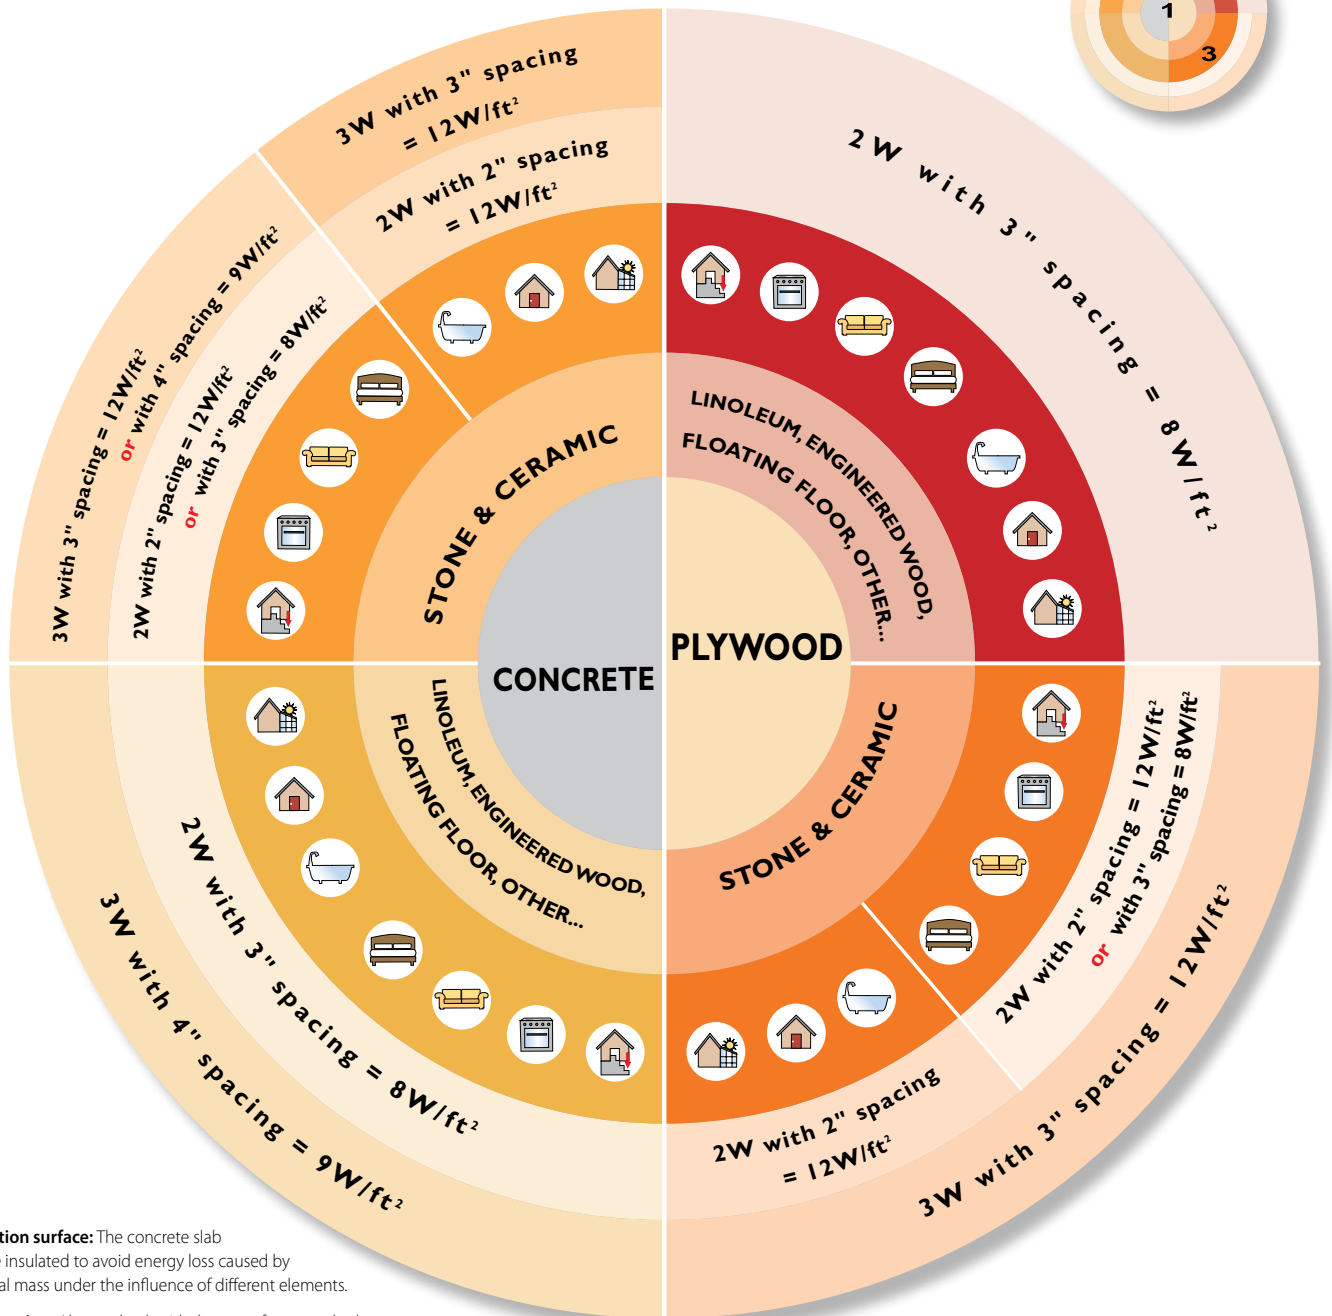 1
3
3W with 3" spacing
= 12W/ft²
2W with 2" spacing
= 12W/ft²
2W with 3" spacing = 8W/ft²
3W with 3" spacing = 12W/ft²
or with 4" spacing = 9W/ft²
2W with 2" spacing = 12W/ft²
or with 3" spacing = 8W/ft²
STONE & CERAMIC
LINOLEUM, ENGINEERED WOOD,
FLOATING FLOOR, OTHER...
CONCRETE
PLYWOOD
LINOLEUM, ENGINEERED WOOD,
FLOATING FLOOR, OTHER...
STONE & CERAMIC
2W with 3" spacing = 8W/ft²
3W with 4" spacing = 9W/ft²
2W with 2" spacing = 12W/ft²
or with 3" spacing = 8W/ft²
2W with 2" spacing
= 12W/ft²
3W with 3" spacing = 12W/ft²
tion surface: The concrete slab
insulated to avoid energy loss caused by
al mass under the influence of different elements.